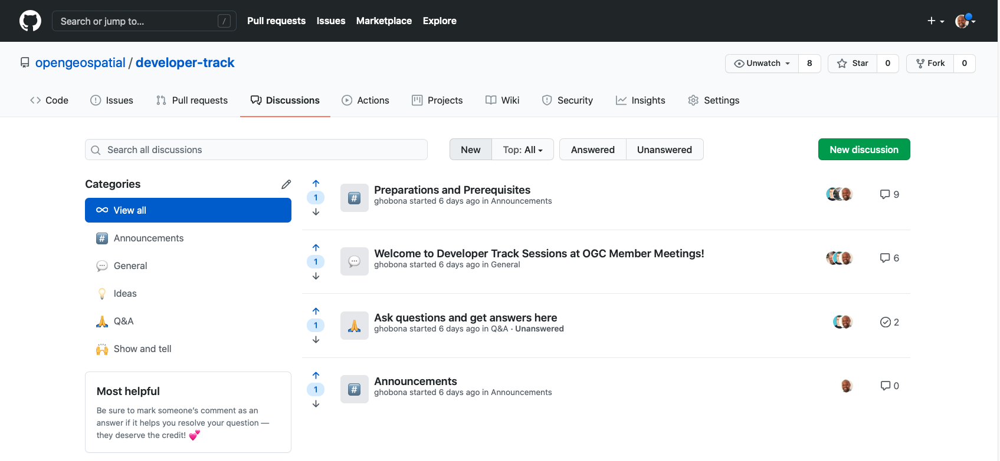 Search or jump to... /
Pull requests Issues Marketplace Explore
opengeospatial / developer-track
Unwatch 8 Star 0 Fork 0
Code Issues Pull requests Discussions Actions Projects Wiki Security Insights Settings
Search all discussions
New Top: All Answered Unanswered
New discussion
Categories
View all
# Announcements
General
Ideas
Q&A
Show and tell
Most helpful
Be sure to mark someone’s comment as an
answer if it helps you resolve your question —
they deserve the credit! 💕
1
# Preparations and Prerequisites
ghobona started 6 days ago in Announcements
9
1
Welcome to Developer Track Sessions at OGC Member Meetings!
ghobona started 6 days ago in General
6
1
Ask questions and get answers here
ghobona started 6 days ago in Q&A · Unanswered
2
1
# Announcements
ghobona started 6 days ago in Announcements
0